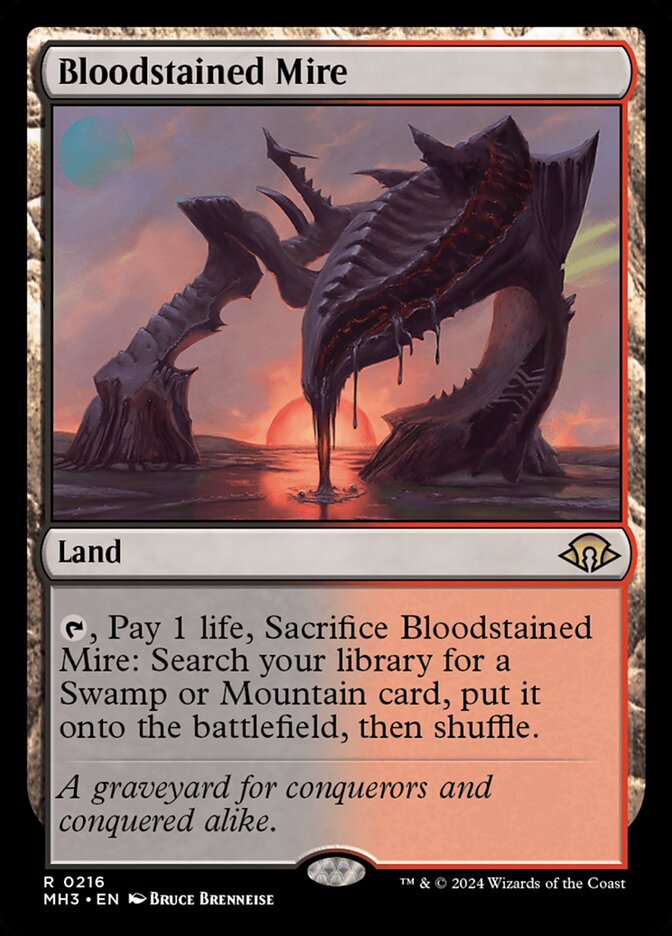 Bloodstained Mire
Land
, Pay 1 life, Sacrifice Bloodstained
Mire: Search your library for a
Swamp or Mountain card, put it
onto the battlefield, then shuffle.
A graveyard for conquerors and
conquered alike.
R 0216
MH3 • EN Bruce Brenneise
™ & © 2024 Wizards of the Coast